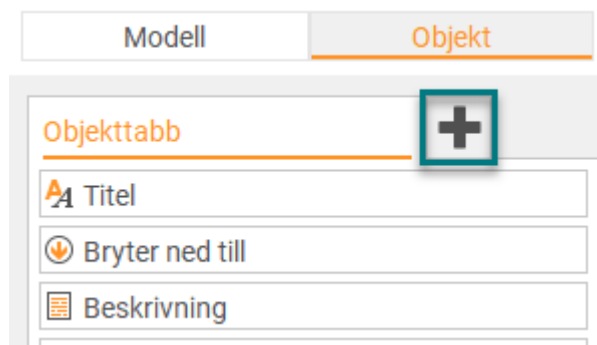 Modell Objekt
Objekttabb
Titel
Bryter ned till
Beskrivning